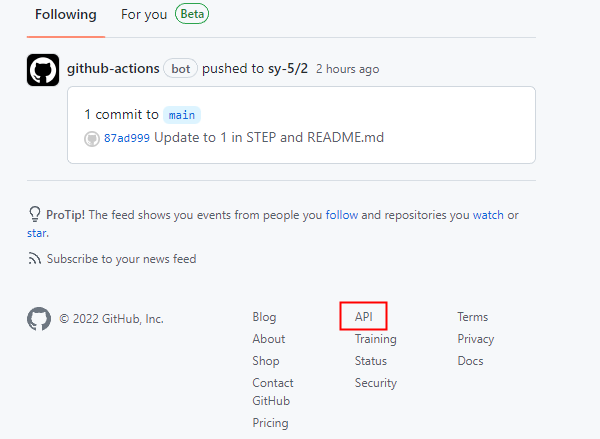 Following For you Beta
github-actions bot pushed to sy-5/2 2 hours ago
1 commit to main
87ad999 Update to 1 in STEP and README.md
ProTip! The feed shows you events from people you follow and repositories you watch or
star.
Subscribe to your news feed
© 2022 GitHub, Inc.
Blog
About
Shop
Contact
GitHub
Pricing
API
Training
Status
Security
Terms
Privacy
Docs